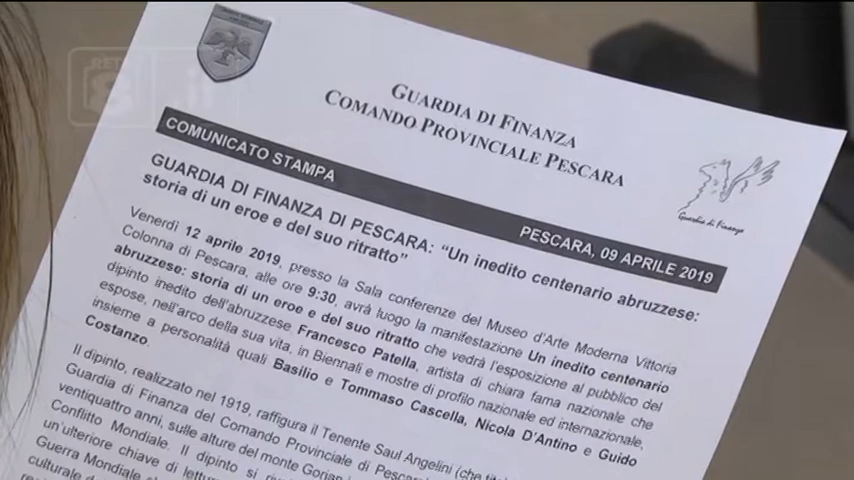 RETE 8 .it
GUARDIA DI FINANZA
COMANDO PROVINCIALE PESCARA
Guardia di Finanza
COMUNICATO STAMPA
PESCARA, 09 APRILE 2019
GUARDIA DI FINANZA DI PESCARA: “Un inedito centenario abruzzese:
storia di un eroe e del suo ritratto”
Venerdì 12 aprile 2019, presso la Sala conferenze del Museo d'Arte Moderna Vittoria
Colonna di Pescara, alle ore 9:30, avrà luogo la manifestazione Un inedito centenario
abruzzese: storia di un eroe e del suo ritratto che vedrà l'esposizione al pubblico del
dipinto inedito dell'abruzzese Francesco Patella, artista di chiara fama nazionale che
espose, nell'arco della sua vita, in Biennali e mostre di profilo nazionale ed internazionale,
insieme a personalità quali Basilio e Tommaso Cascella, Nicola D'Antino e Guido
Costanzo.
Il dipinto, realizzato nel 1919, raffigura il Tenente Saul Angelini (che
Guardia di Finanza del Comando Provinciale di Pescara
ventiquattro anni, sulle alture del monte
Conflitto Mondiale. Il dipinto si
un'ulteriore chiave di
Guerra Mondiale
culturale